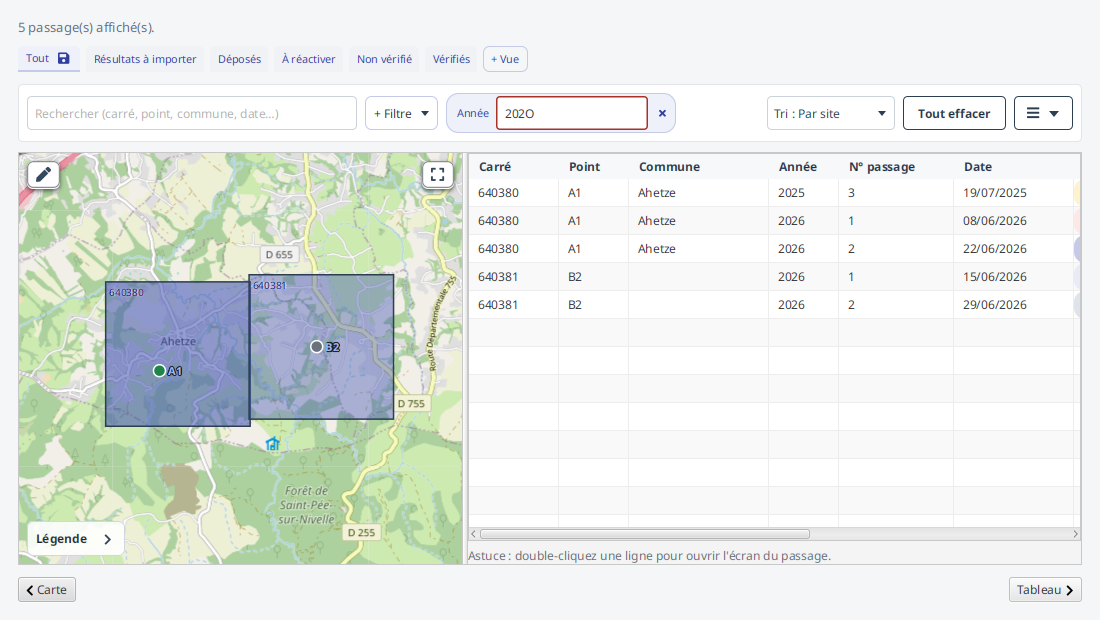 5 passage(s) affiché(s).
Tout
Résultats à importer
Déposés
À réactiver
Non vérifié
Vérifiés
+ Vue
Rechercher (carré, point, commune, date...)
+ Filtre
Année
202O
×
Tri : Par site
Tout effacer
D 655
640380
640381
Ahetze
A1
B2
Route Départementale 755
D 755
Forêt de
Saint-Pée-
sur-Nivelle
D 255
Légende
Carré Point Commune Année N° passage Date
640380 A1 Ahetze 2025 3 19/07/2025
640380 A1 Ahetze 2026 1 08/06/2026
640380 A1 Ahetze 2026 2 22/06/2026
640381 B2 2026 1 15/06/2026
640381 B2 2026 2 29/06/2026
Astuce : double-cliquez une ligne pour ouvrir l'écran du passage.
Carte
Tableau